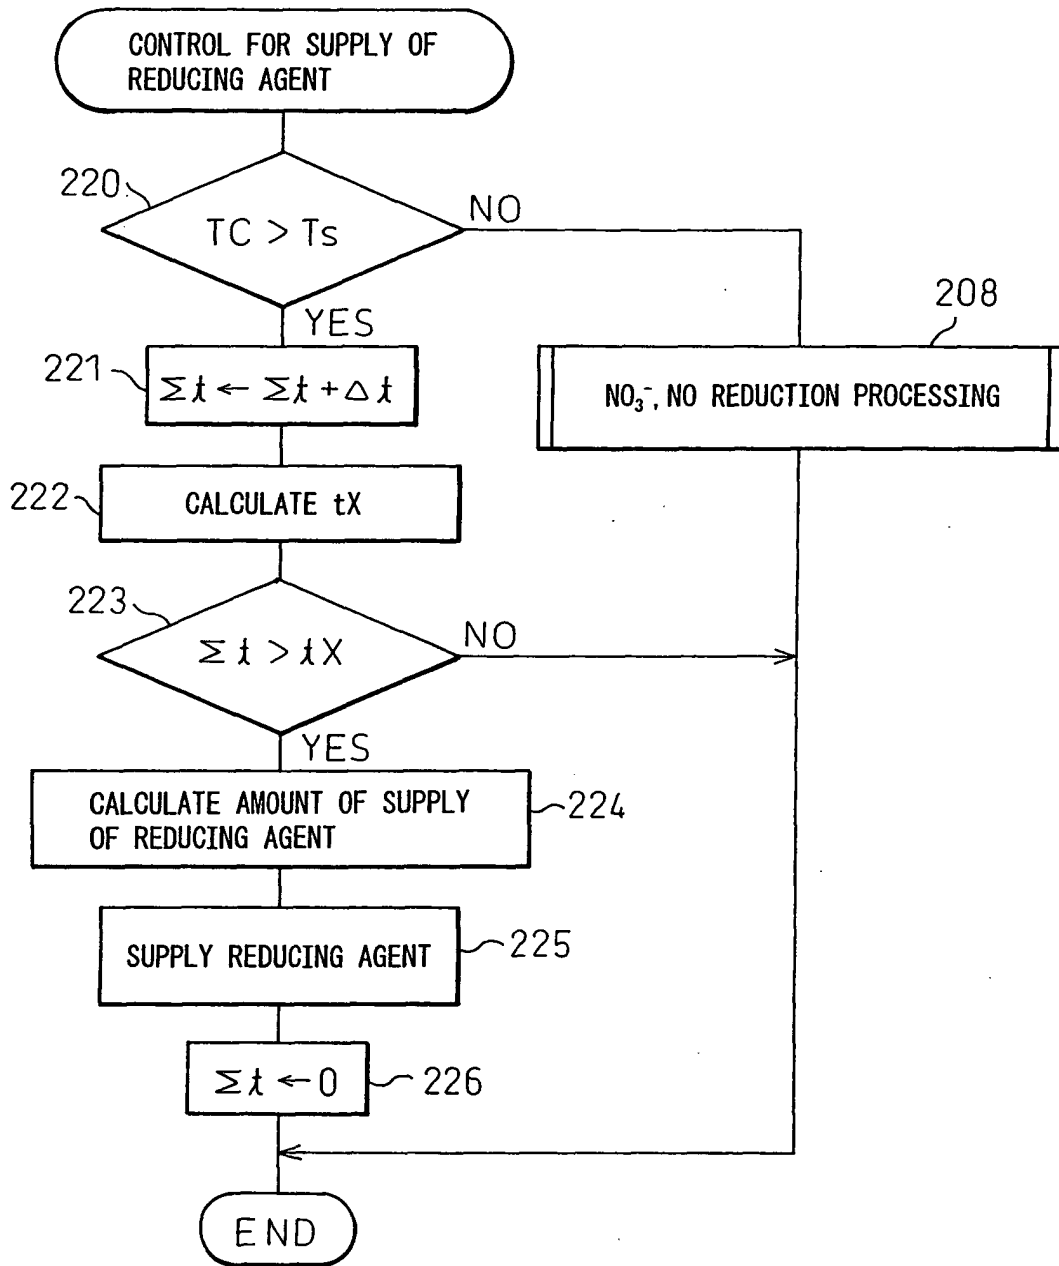 CONTROL FOR SUPPLY OF
REDUCING AGENT
220
TC > Ts
NO
YES
208
NO₃⁻, NO REDUCTION PROCESSING
221
Σt ← Σt + Δt
222
CALCULATE tX
223
Σt > tX
NO
YES
CALCULATE AMOUNT OF SUPPLY
OF REDUCING AGENT
224
SUPPLY REDUCING AGENT
225
Σt ← 0
226
END